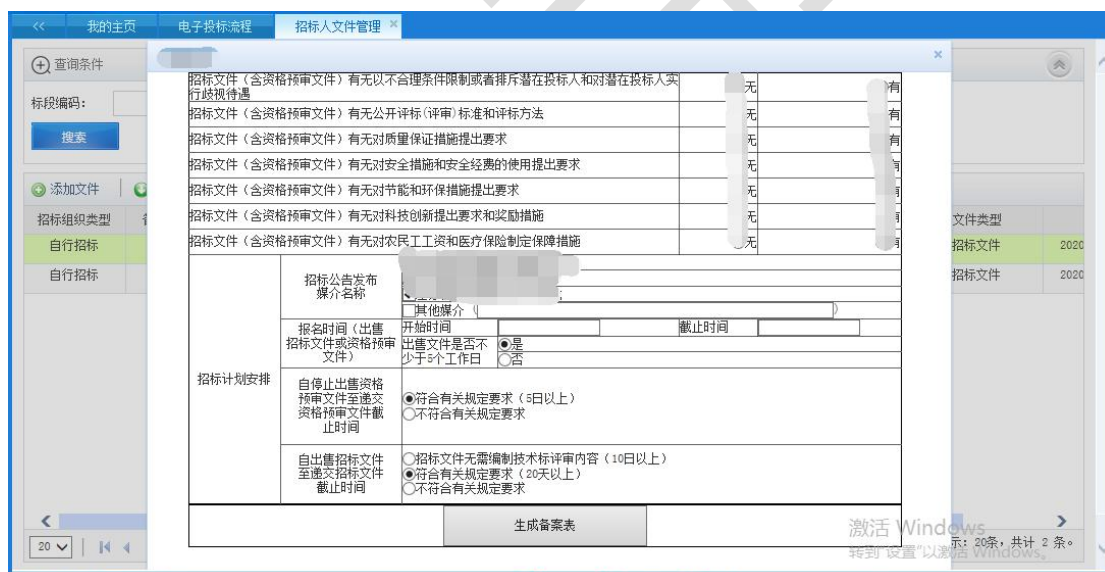 << 我的主页 电子投标流程 招标人文件管理 ×
查询条件
×
标段编码：
搜索
添加文件
招标组织类型
文件类型
自行招标 招标文件 2020
自行招标 招标文件 2020
招标文件（含资格预审文件）有无以不合理条件限制或者排斥潜在投标人和对潜在投标人实
行歧视待遇 无 有
招标文件（含资格预审文件）有无公开评标(评审)标准和评标方法 无 有
招标文件（含资格预审文件）有无对质量保证措施提出要求 无 有
招标文件（含资格预审文件）有无对安全措施和安全经费的使用提出要求 无
招标文件（含资格预审文件）有无对节能和环保措施提出要求 无
招标文件（含资格预审文件）有无对科技创新提出要求和奖励措施 无
招标文件（含资格预审文件）有无对农民工工资和医疗保险制定保障措施 无
招标计划安排
招标公告发布
媒介名称
其他媒介（ ）
报名时间（出售
招标文件或资格预审
文件）
开始时间 截止时间
出售文件是否不
少于5个工作日
是
否
自停止出售资格
预审文件至递交
资格预审文件截
止时间
符合有关规定要求（5日以上）
不符合有关规定要求
自出售招标文件
至递交招标文件
截止时间
招标文件无需编制技术标评审内容（10日以上）
符合有关规定要求（20天以上）
不符合有关规定要求
生成备案表
激活 Windows
转到"设置"以激活 Windows。
20
示：20条，共计 2 条。